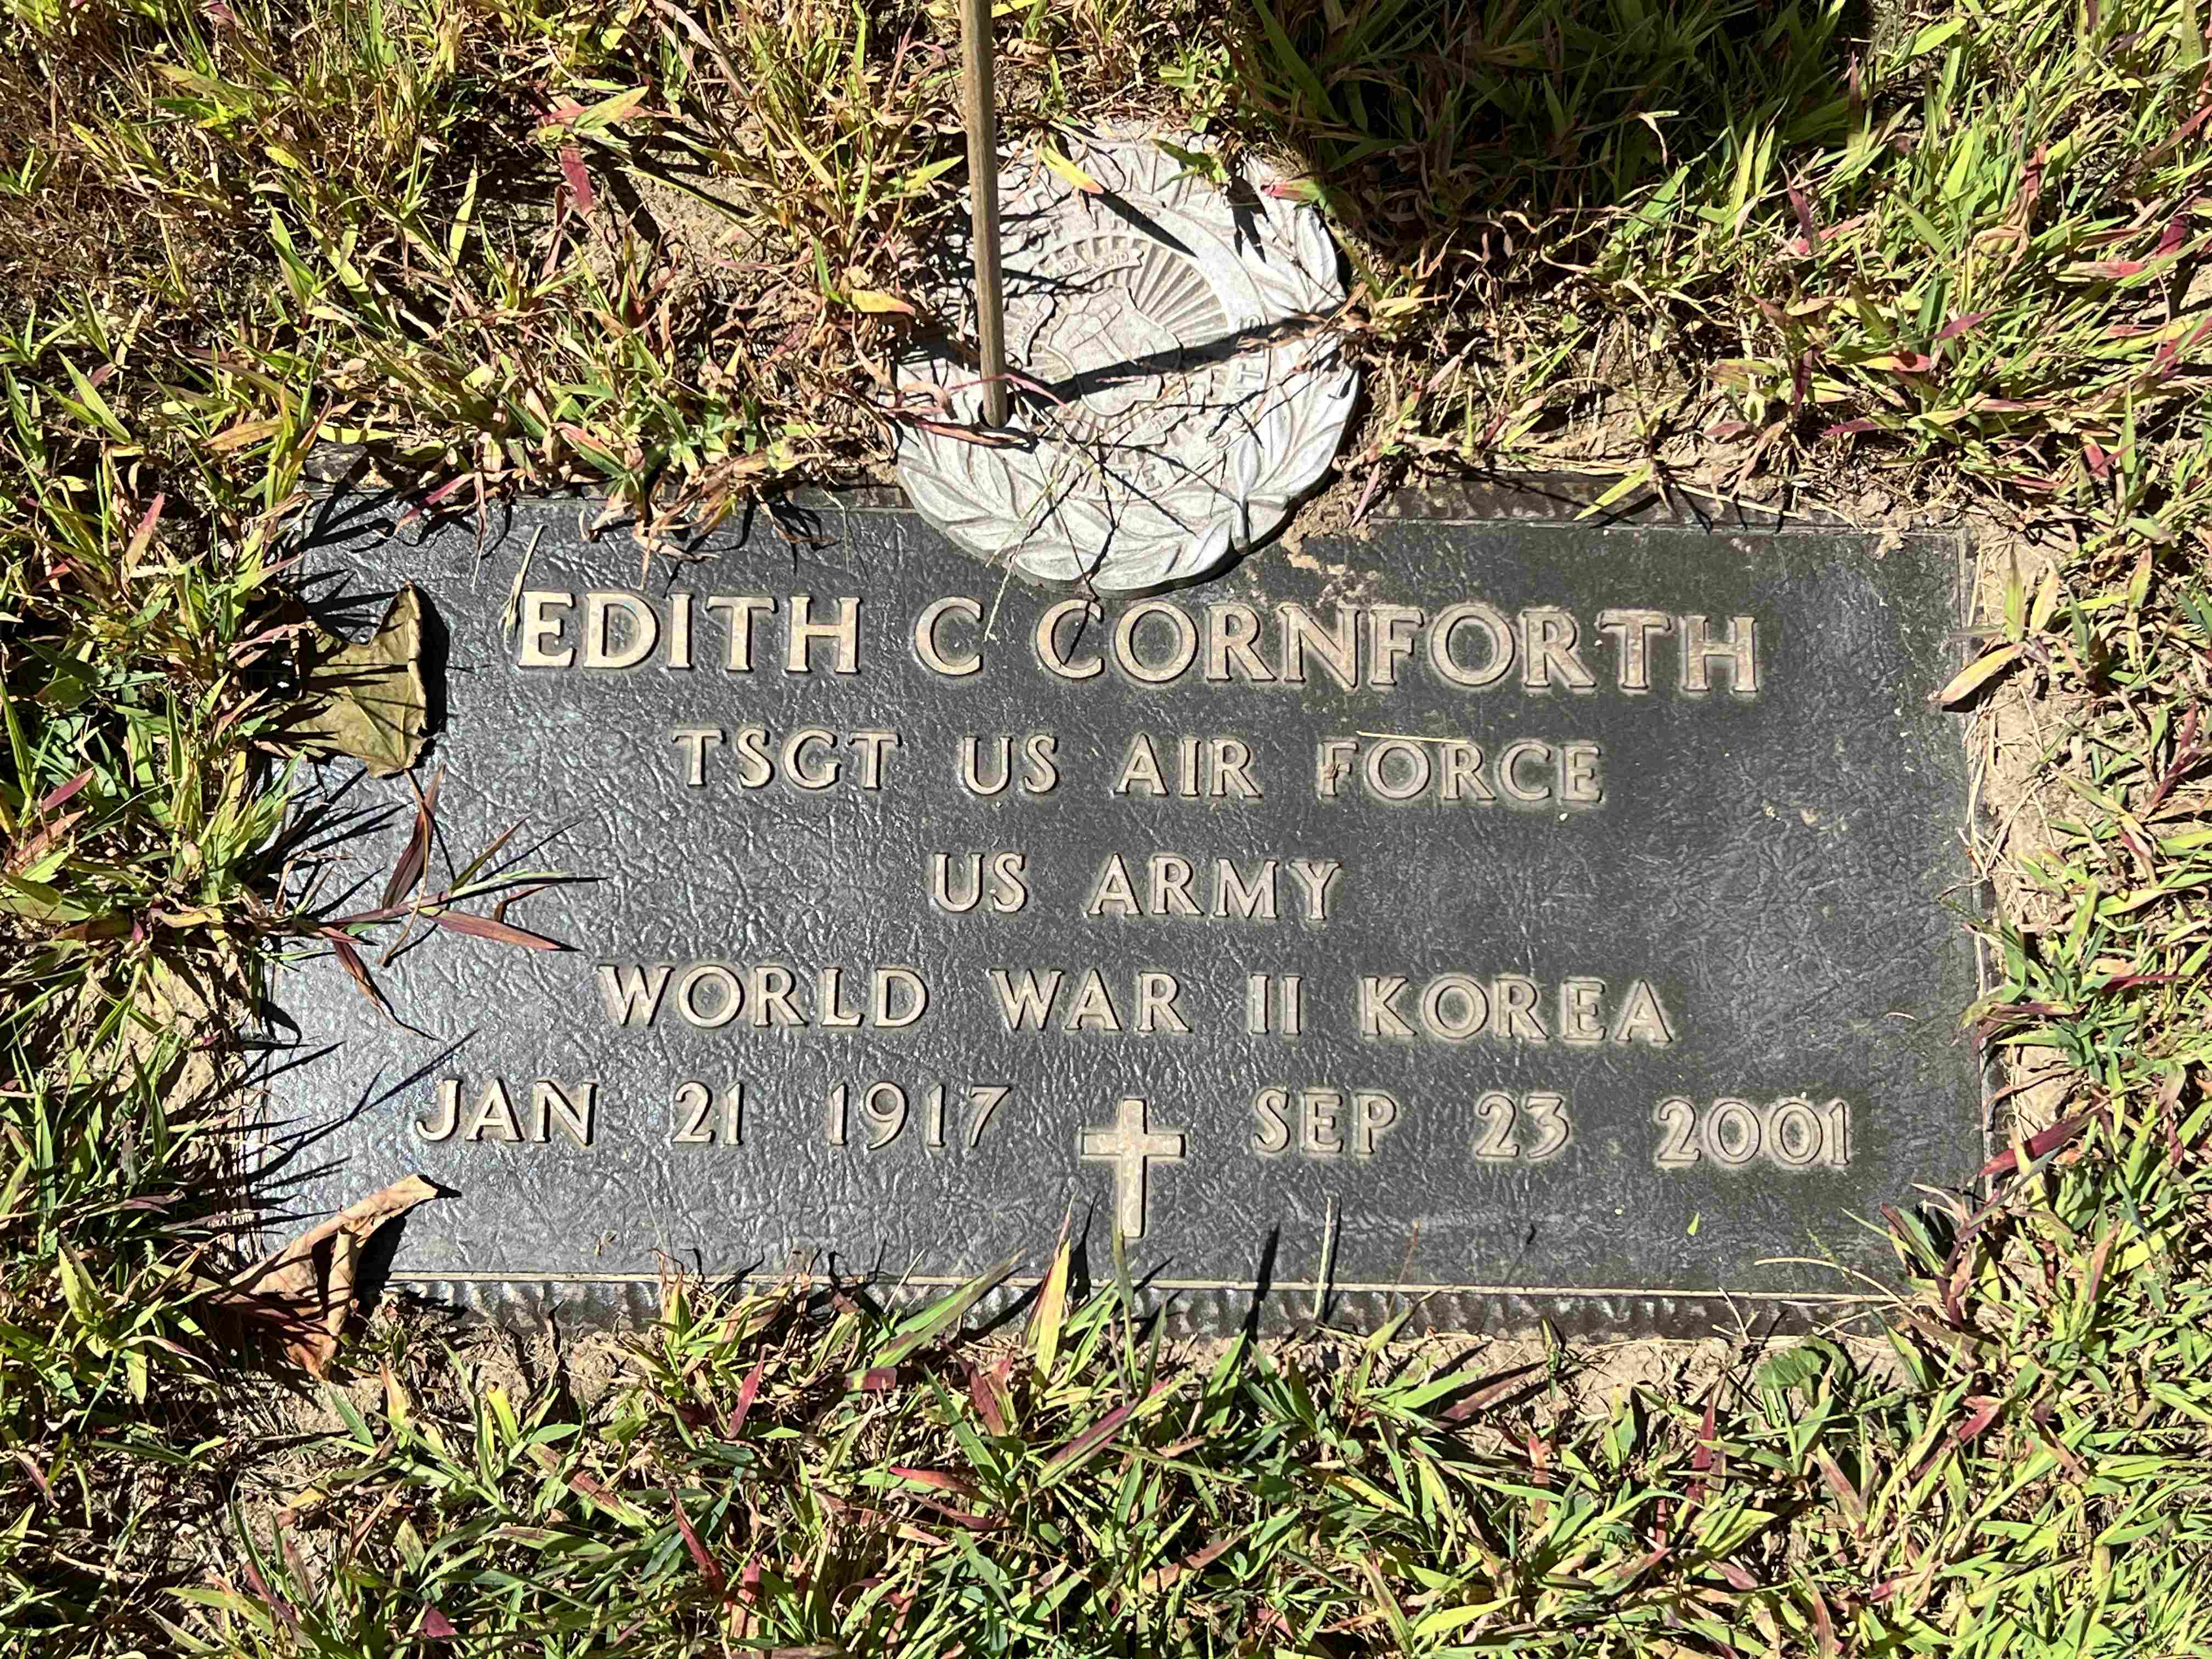 EDITH C CORNFORTH
TSGT US AIR FORCE
US ARMY
WORLD WAR II KOREA
JAN 21 1917 SEP 23 2001